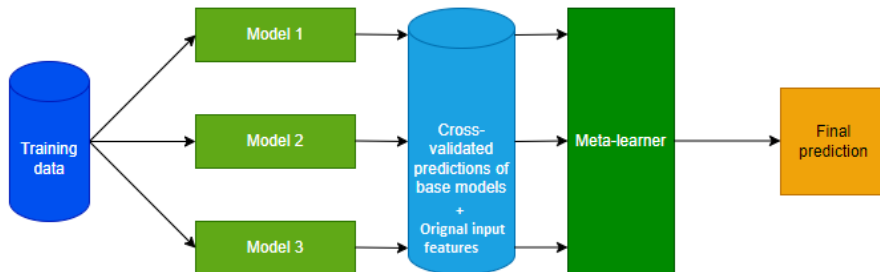 Model 1
Training
data
Model 2
Model 3
Cross-
validated
predictions of
base models
+
Orignal input
features
Meta-learner
Final
prediction